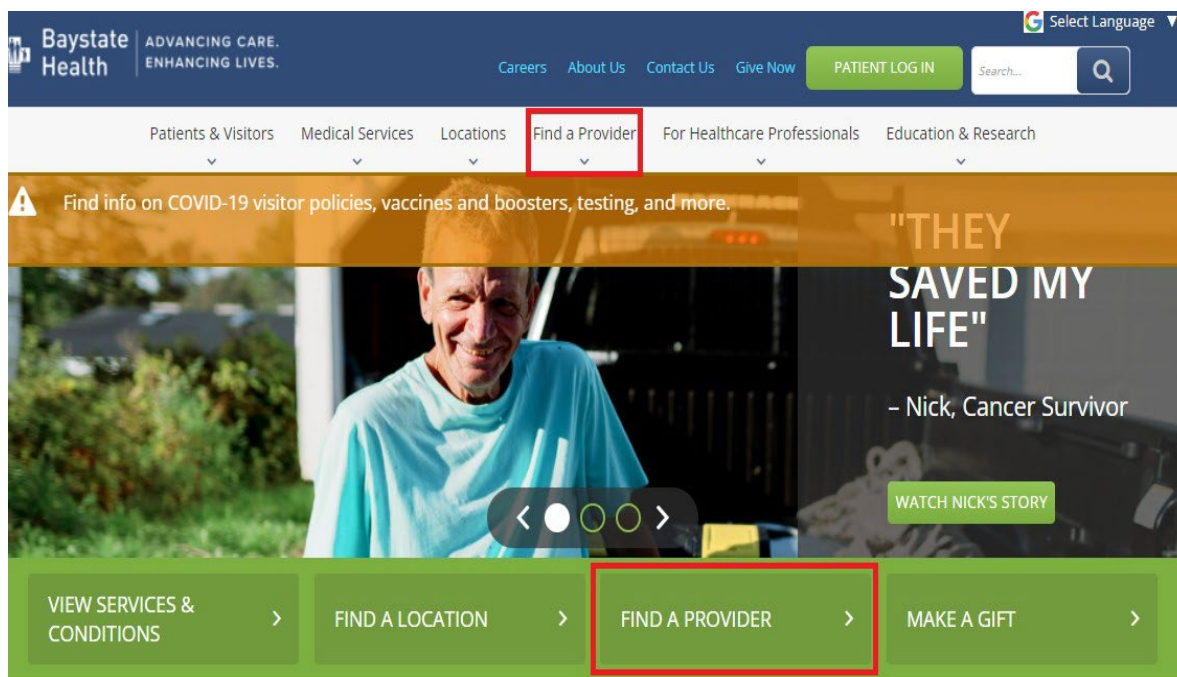 Select Language
Baystate
Health
ADVANCING CARE.
ENHANCING LIVES.
Careers About Us Contact Us Give Now PATIENT LOG IN Search...
Patients & Visitors Medical Services Locations Find a Provider For Healthcare Professionals Education & Research
Find info on COVID-19 visitor policies, vaccines and boosters, testing, and more.
"THEY
SAVED MY
LIFE"
– Nick, Cancer Survivor
WATCH NICK'S STORY
VIEW SERVICES &
CONDITIONS
FIND A LOCATION
FIND A PROVIDER
MAKE A GIFT